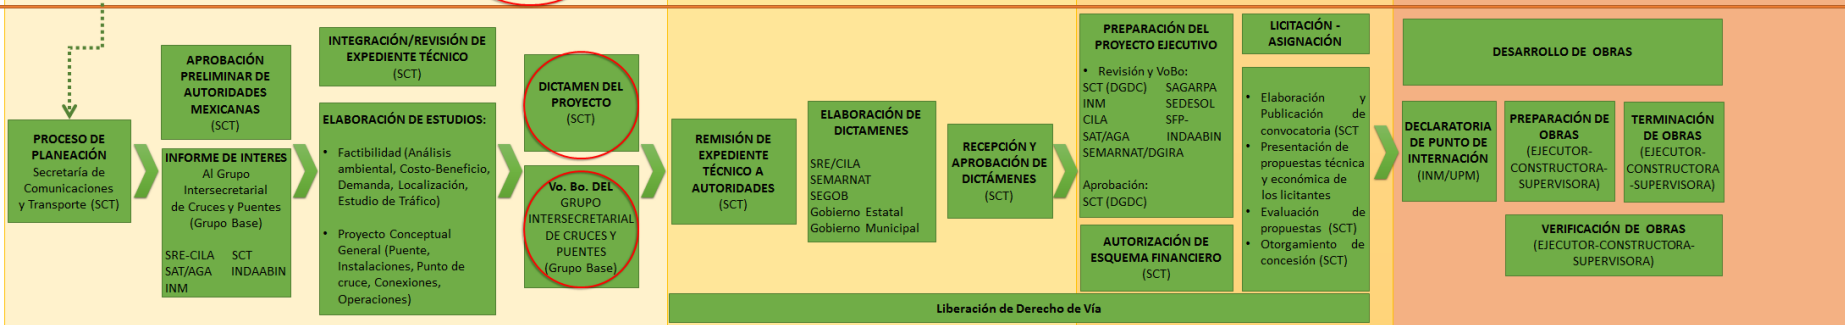 PROCESO DE
PLANEACIÓN
Secretaría de
Comunicaciones
y Transporte (SCT)
APROBACIÓN
PRELIMINAR DE
AUTORIDADES
MEXICANAS
(SCT)
INFORME DE INTERES
Al Grupo
Intersecretarial
de Cruces y Puentes
(Grupo Base)
SRE-CILA SCT
SAT/AGA INDAABIN
INM
INTEGRACIÓN/REVISIÓN DE
EXPEDIENTE TÉCNICO
(SCT)
ELABORACIÓN DE ESTUDIOS:
• Factibilidad (Análisis
ambiental, Costo-Beneficio,
Demanda, Localización,
Estudio de Tráfico)
• Proyecto Conceptual
General (Puente,
Instalaciones, Punto de
cruce, Conexiones,
Operaciones)
DICTAMEN DEL
PROYECTO
(SCT)
Vo. Bo. DEL
GRUPO
INTERSECRETARIAL
DE CRUCES Y
PUENTES
(Grupo Base)
REMISIÓN DE
EXPEDIENTE
TÉCNICO A
AUTORIDADES
(SCT)
ELABORACIÓN DE
DICTAMENES
SRE/CILA
SEMARNAT
SEGOB
Gobierno Estatal
Gobierno Municipal
RECEPCIÓN Y
APROBACIÓN DE
DICTÁMENES
(SCT)
PREPARACIÓN DEL
PROYECTO EJECUTIVO
• Revisión y VoBo:
SCT (DGDC) SAGARPA
INM SEDESOL
CILA SFP-
SAT/AGA INDAABIN
SEMARNAT/DGIRA
Aprobación:
SCT (DGDC)
AUTORIZACIÓN DE
ESQUEMA FINANCIERO
(SCT)
LICITACIÓN -
ASIGNACIÓN
• Elaboración y
Publicación de
convocatoria (SCT
• Presentación de
propuestas técnica
y económica de
los licitantes
• Evaluación de
propuestas (SCT)
• Otorgamiento de
concesión (SCT)
Liberación de Derecho de Vía
DESARROLLO DE OBRAS
DECLARATORIA
DE PUNTO DE
INTERNACIÓN
(INM/UPM)
PREPARACIÓN DE
OBRAS
(EJECUTOR-
CONSTRUCTORA-
SUPERVISORA)
TERMINACIÓN
DE OBRAS
(EJECUTOR-
CONSTRUCTORA
-SUPERVISORA)
VERIFICACIÓN DE OBRAS
(EJECUTOR-CONSTRUCTORA-
SUPERVISORA)